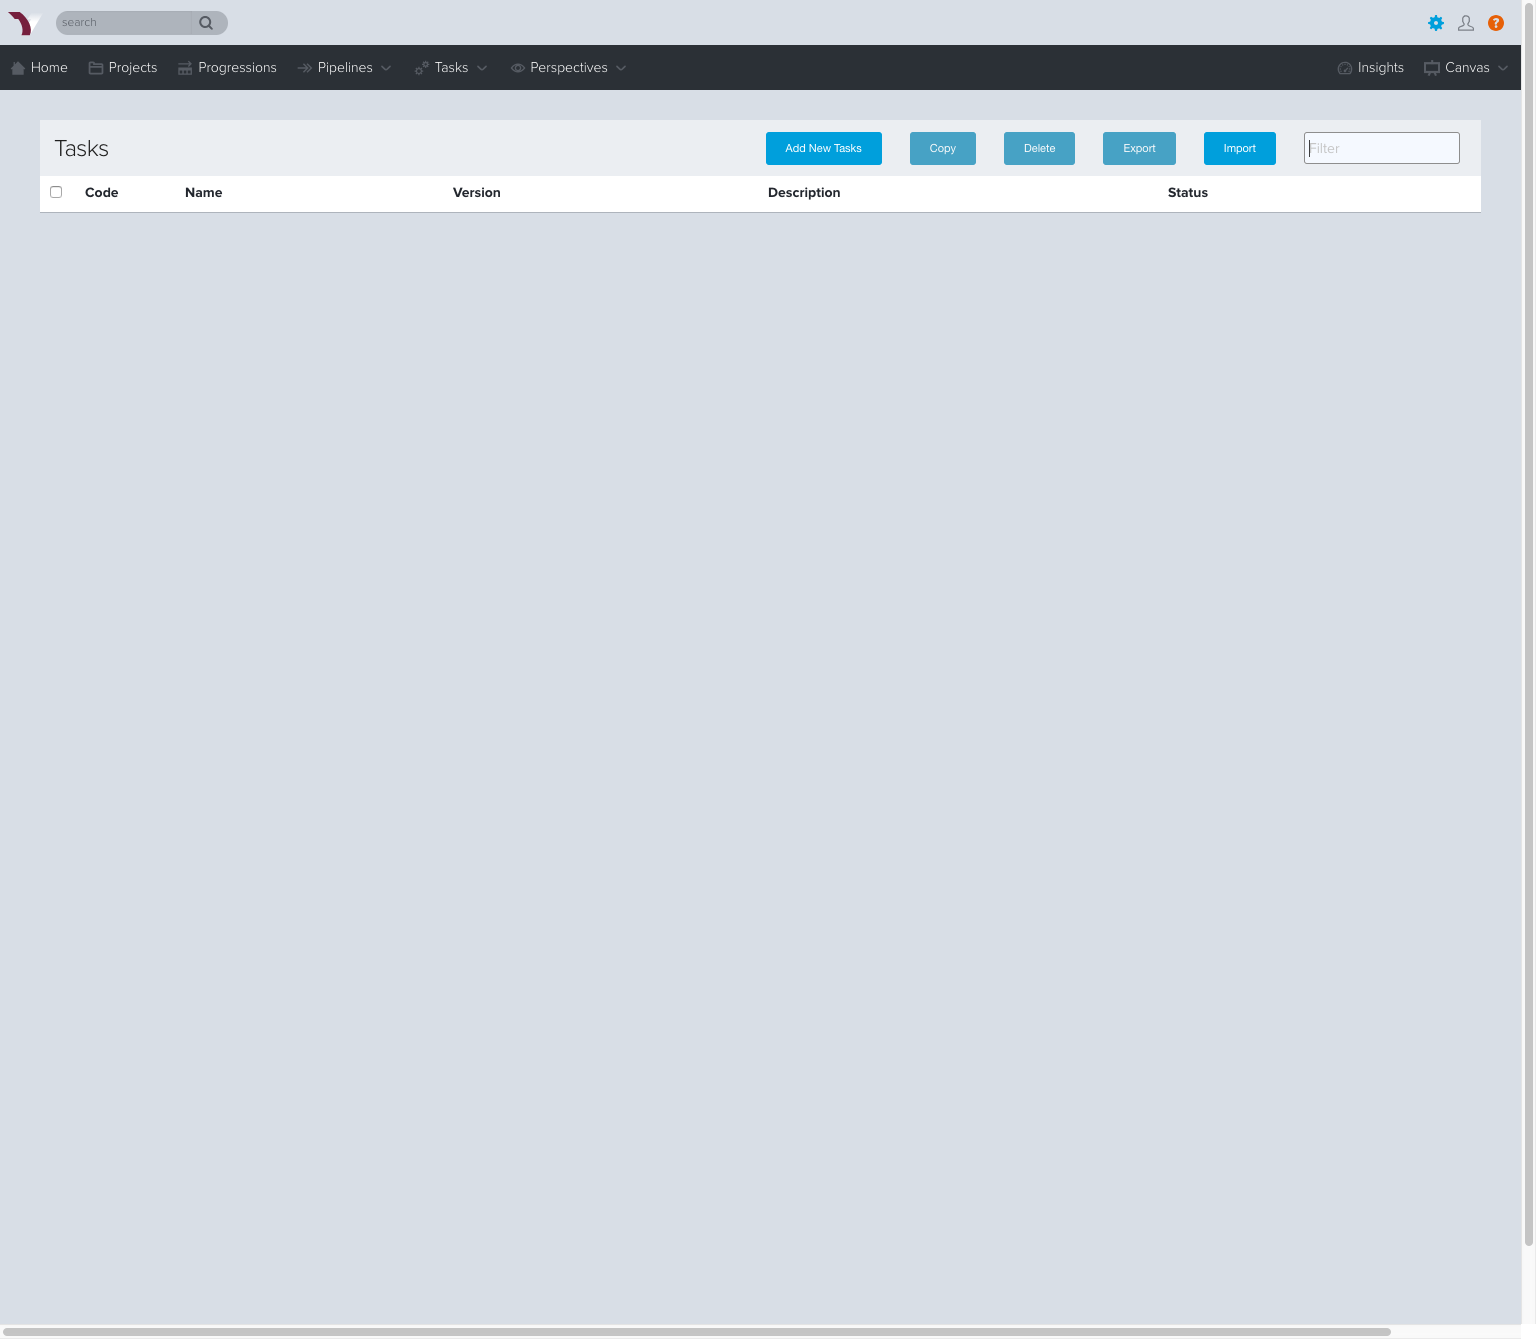 search
?
Home Projects Progressions Pipelines Tasks Perspectives Insights Canvas
Tasks Add New Tasks Copy Delete Export Import Filter
Code Name Version Description Status